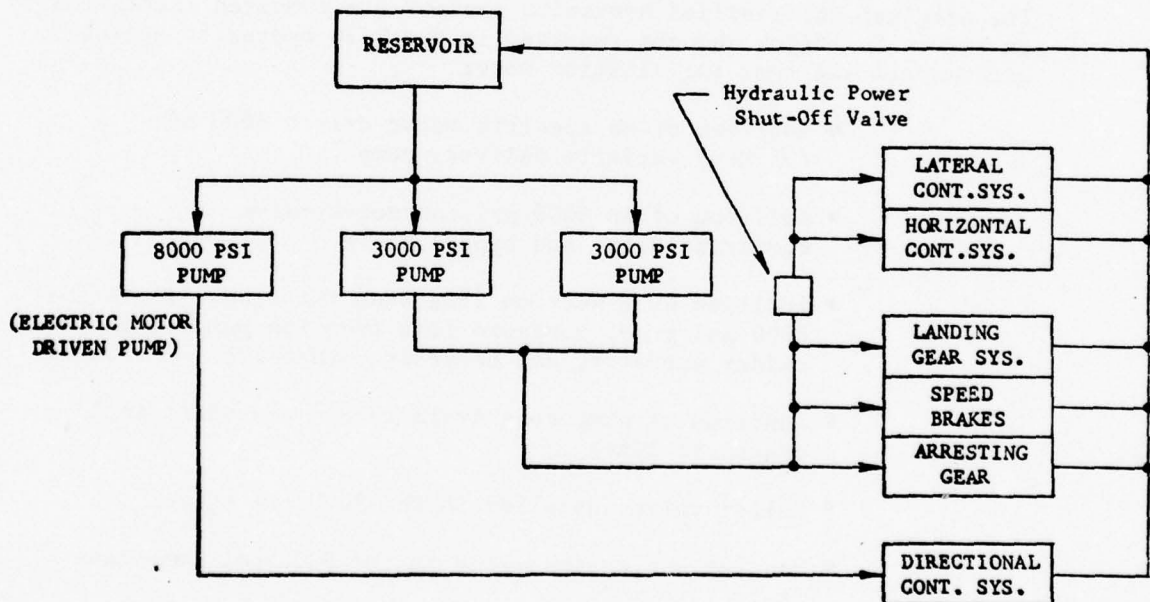 RESERVOIR
Hydraulic Power
Shut-Off Valve
LATERAL
CONT.SYS.
HORIZONTAL
CONT.SYS.
8000 PSI
PUMP
3000 PSI
PUMP
3000 PSI
PUMP
(ELECTRIC MOTOR
DRIVEN PUMP)
LANDING
GEAR SYS.
SPEED
BRAKES
ARRESTING
GEAR
DIRECTIONAL
CONT. SYS.